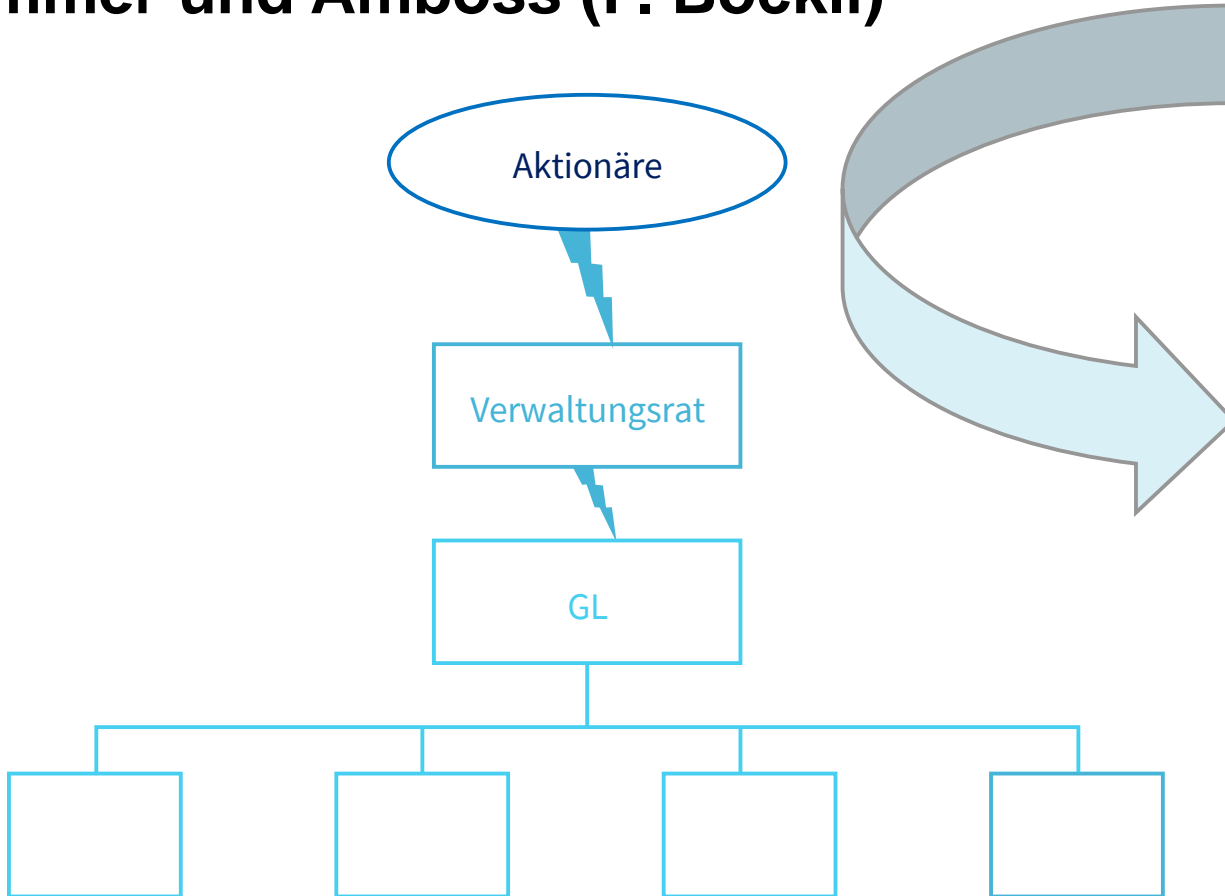 und Amboss (P. Böckli)
Aktionäre
Verwaltungsrat
GL